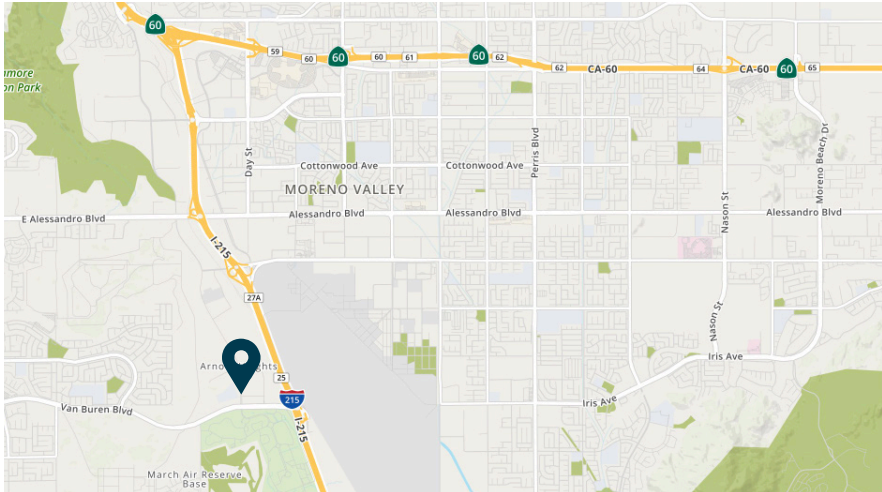 60
59
60
60
60
61
60
62
62
CA-60
64
CA-60
60
65
Day St
Cottonwood Ave
Cottonwood Ave
Perris Blvd
Moreno Beach Dr
MORENO VALLEY
E Alessandro Blvd
Alessandro Blvd
Alessandro Blvd
Alessandro Blvd
Nason St
I-215
27A
Nason St
Iris Ave
25
215
Iris Ave
Van Buren Blvd
I-215
March Air Reserve
Base